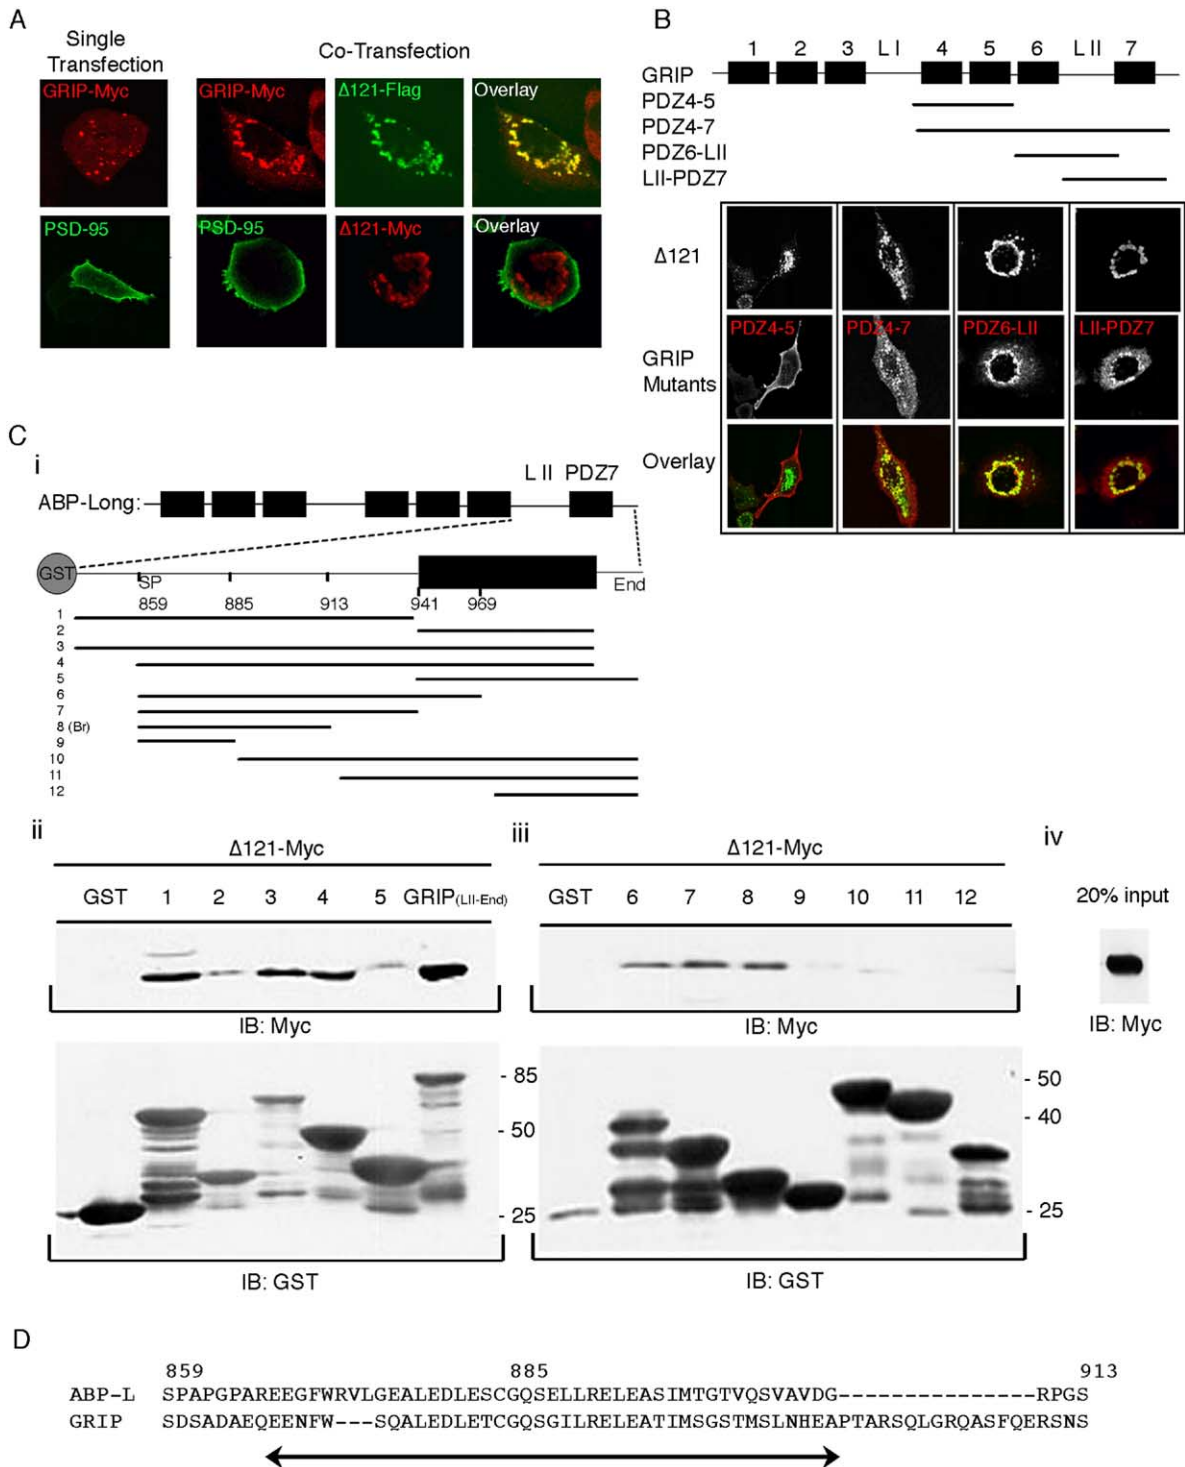 A
Single Transfection
Co-Transfection
GRIP-Myc
GRIP-Myc
Δ121-Flag
Overlay
PSD-95
PSD-95
Δ121-Myc
Overlay
B
1 2 3 L I 4 5 6 L II 7
GRIP
PDZ4-5
PDZ4-7
PDZ6-LII
LII-PDZ7
Δ121
PDZ4-5 PDZ4-7 PDZ6-LII LII-PDZ7
GRIP Mutants
Overlay
C
i
L II PDZ7
ABP-Long:
GST
SP
End
859 885 913 941 969
1
2
3
4
5
6
7
8 (Br)
9
10
11
12
ii
Δ121-Myc
GST 1 2 3 4 5 GRIP(LII-End)
IB: Myc
- 85
- 50
- 25
IB: GST
iii
Δ121-Myc
GST 6 7 8 9 10 11 12
IB: Myc
- 50
- 40
- 25
IB: GST
iv
20% input
IB: Myc
D
859 885 913
ABP-L SPAPGPAREEGFWRVLGEALEDLESCGQSELLRELEASIMTGTVQSVAVDG---------------RPGS
GRIP SDSADAEQEENFW---SQALEDLETCGQSGILRELEATIMSGSTMSLNHEAPTARSQLGRQASFQERSNS